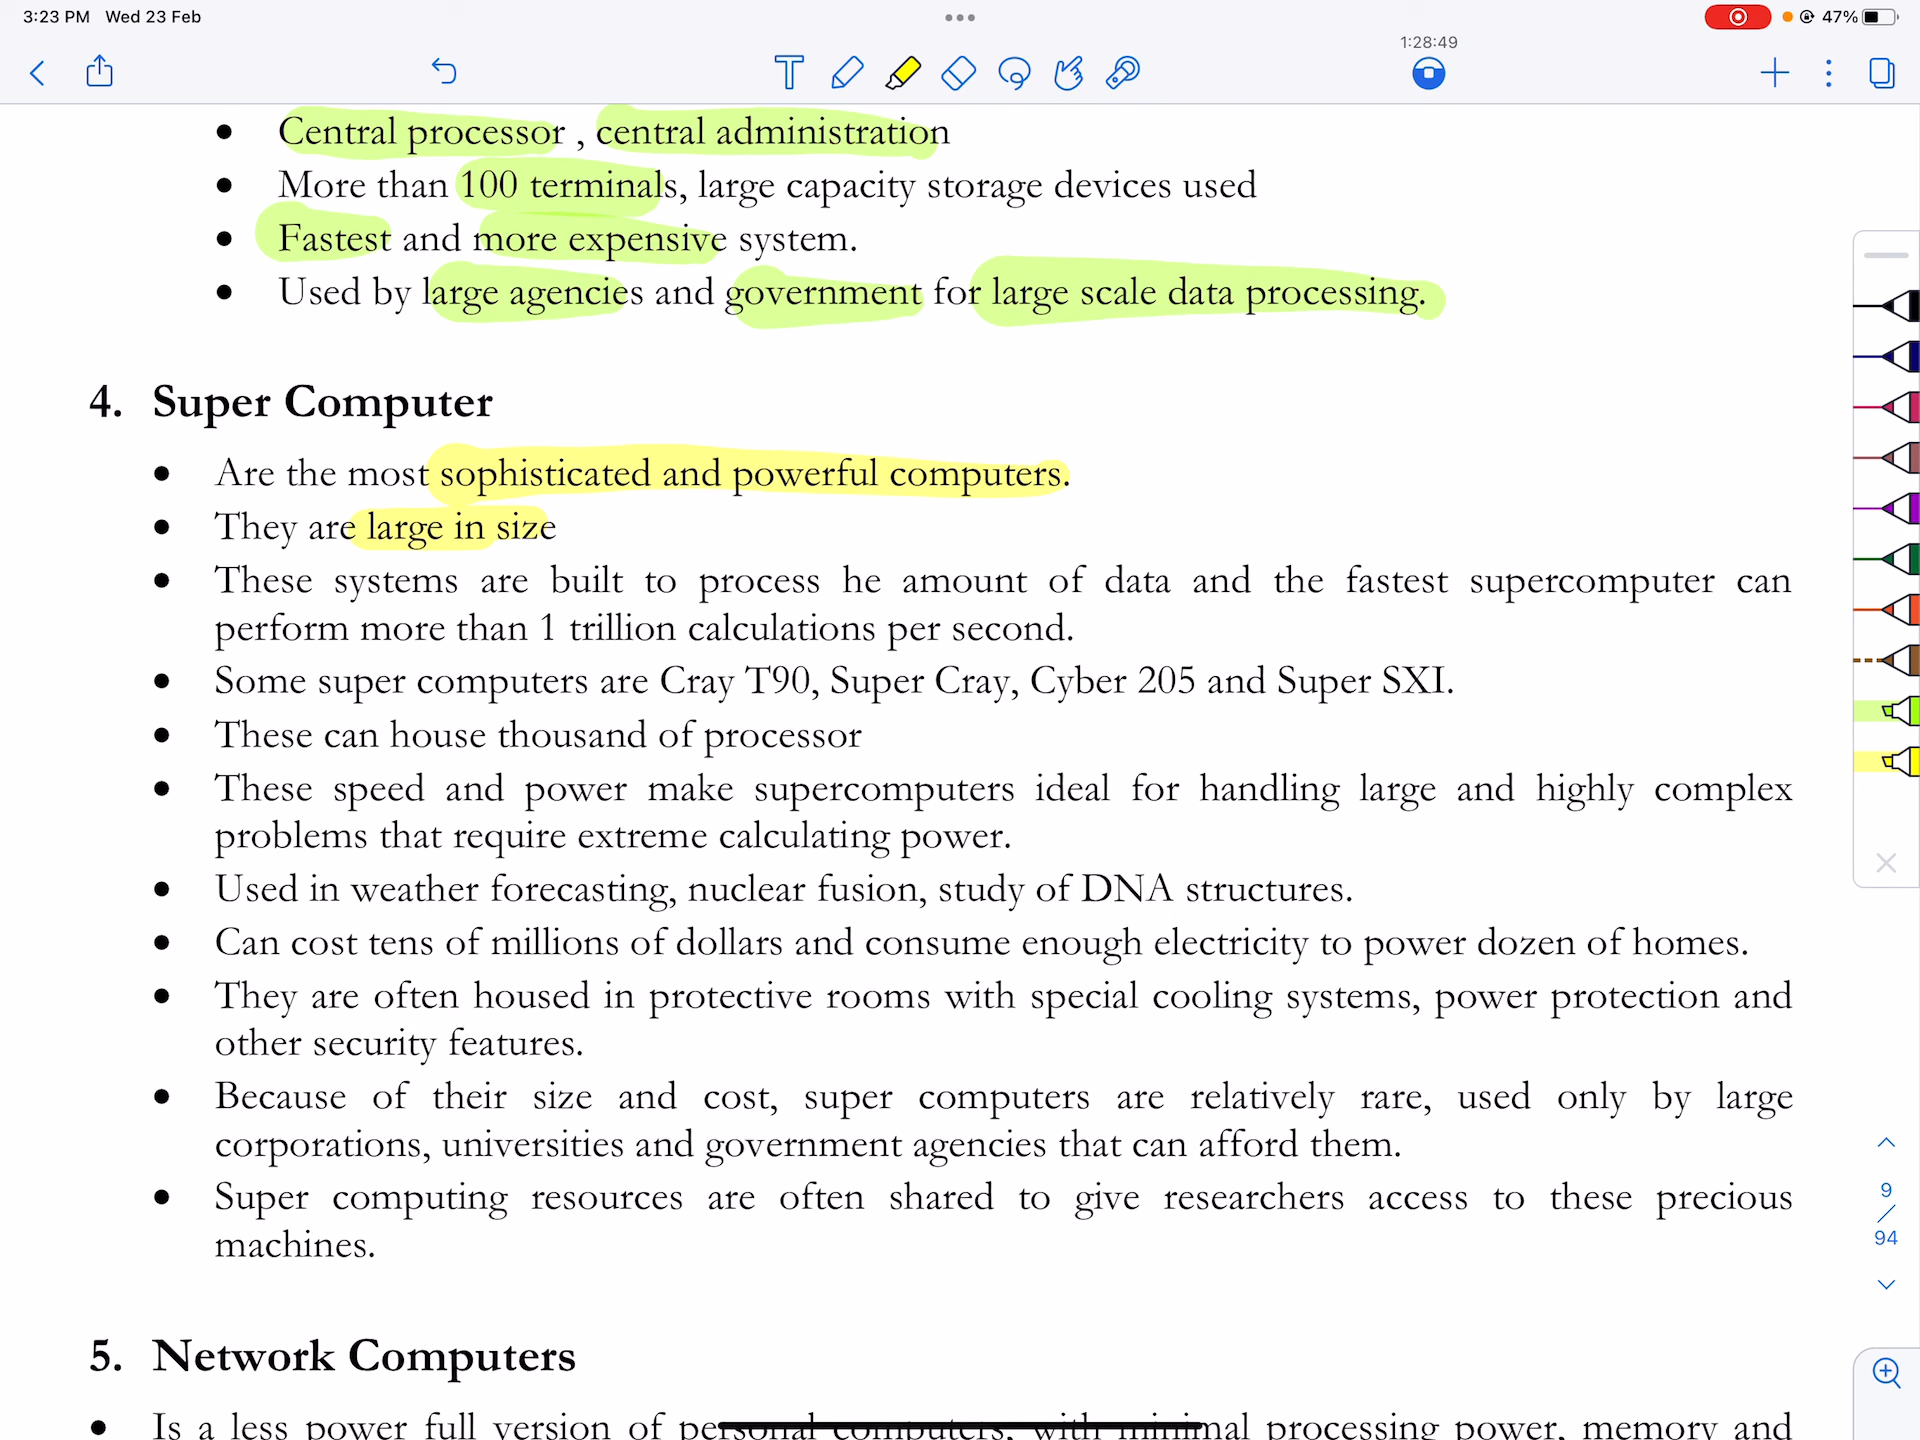 3:23 PM Wed 23 Feb
47%
1:28:49
• Central processor , central administration
• More than 100 terminals, large capacity storage devices used
• Fastest and more expensive system.
• Used by large agencies and government for large scale data processing.
4. Super Computer
• Are the most sophisticated and powerful computers.
• They are large in size
• These systems are built to process he amount of data and the fastest supercomputer can
perform more than 1 trillion calculations per second.
• Some super computers are Cray T90, Super Cray, Cyber 205 and Super SXI.
• These can house thousand of processor
• These speed and power make supercomputers ideal for handling large and highly complex
problems that require extreme calculating power.
• Used in weather forecasting, nuclear fusion, study of DNA structures.
• Can cost tens of millions of dollars and consume enough electricity to power dozen of homes.
• They are often housed in protective rooms with special cooling systems, power protection and
other security features.
• Because of their size and cost, super computers are relatively rare, used only by large
corporations, universities and government agencies that can afford them.
• Super computing resources are often shared to give researchers access to these precious
machines.
9
/
94
5. Network Computers
• Is a less power full version of personal computers, with minimal processing power, memory and